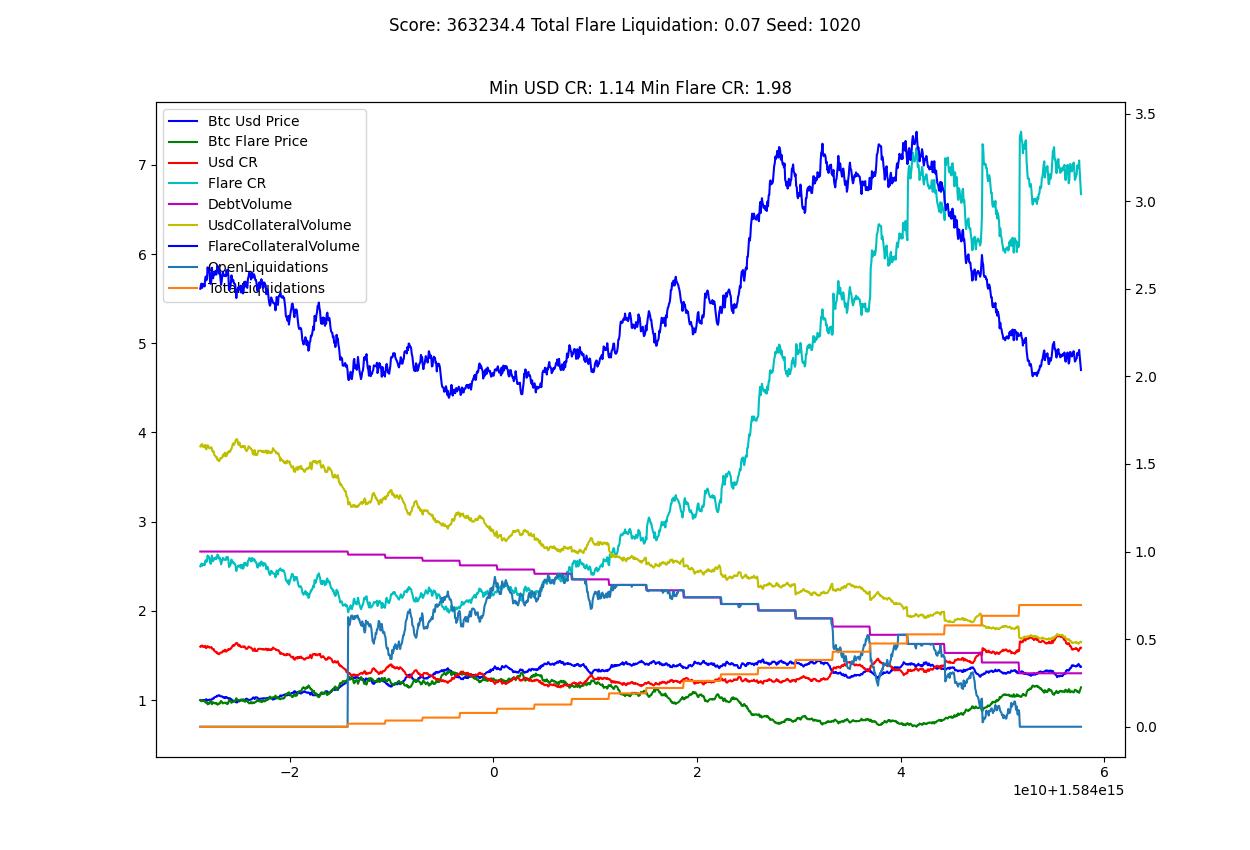 Score: 363234.4 Total Flare Liquidation: 0.07 Seed: 1020
Min USD CR: 1.14 Min Flare CR: 1.98
Btc Usd Price
Btc Flare Price
Usd CR
Flare CR
DebtVolume
UsdCollateralVolume
FlareCollateralVolume
OpenLiquidations
TotalLiquidations
7
6
5
4
3
2
1
3.5
3.0
2.5
2.0
1.5
1.0
0.5
0.0
−2 0 2 4 6
1e10+1.584e15